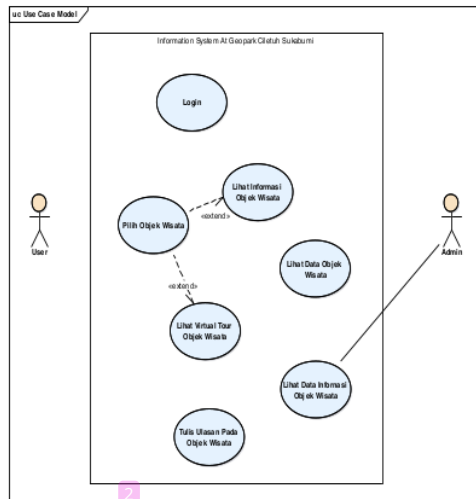 uc Use Case Model
Information System At Geopark Ciletuh Sukabumi
Login
Lihat Informasi
Objek Wisata
Pilih Objek Wisata
«extend»
User
Admin
Lihat Data Objek
Wisata
«extend»
Lihat Virtual Tour
Objek Wisata
Lihat Data Informasi
Objek Wisata
Tulis Ulasan Pada
Objek Wisata
2